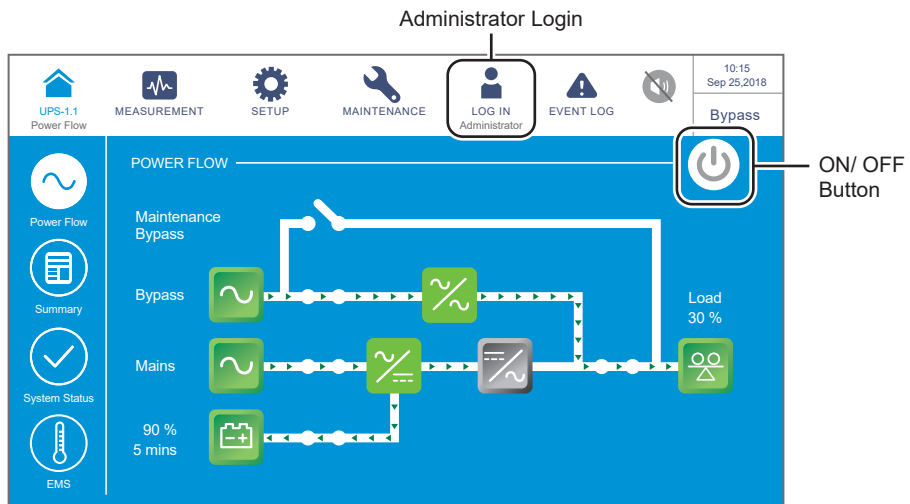 Administrator Login
UPS-1.1
Power Flow
MEASUREMENT
SETUP
MAINTENANCE
LOG IN
Administrator
EVENT LOG
10:15
Sep 25,2018
Bypass
ON/ OFF
Button
POWER FLOW
Power Flow
Summary
System Status
EMS
Maintenance
Bypass
Bypass
Load
30 %
Mains
90 %
5 mins